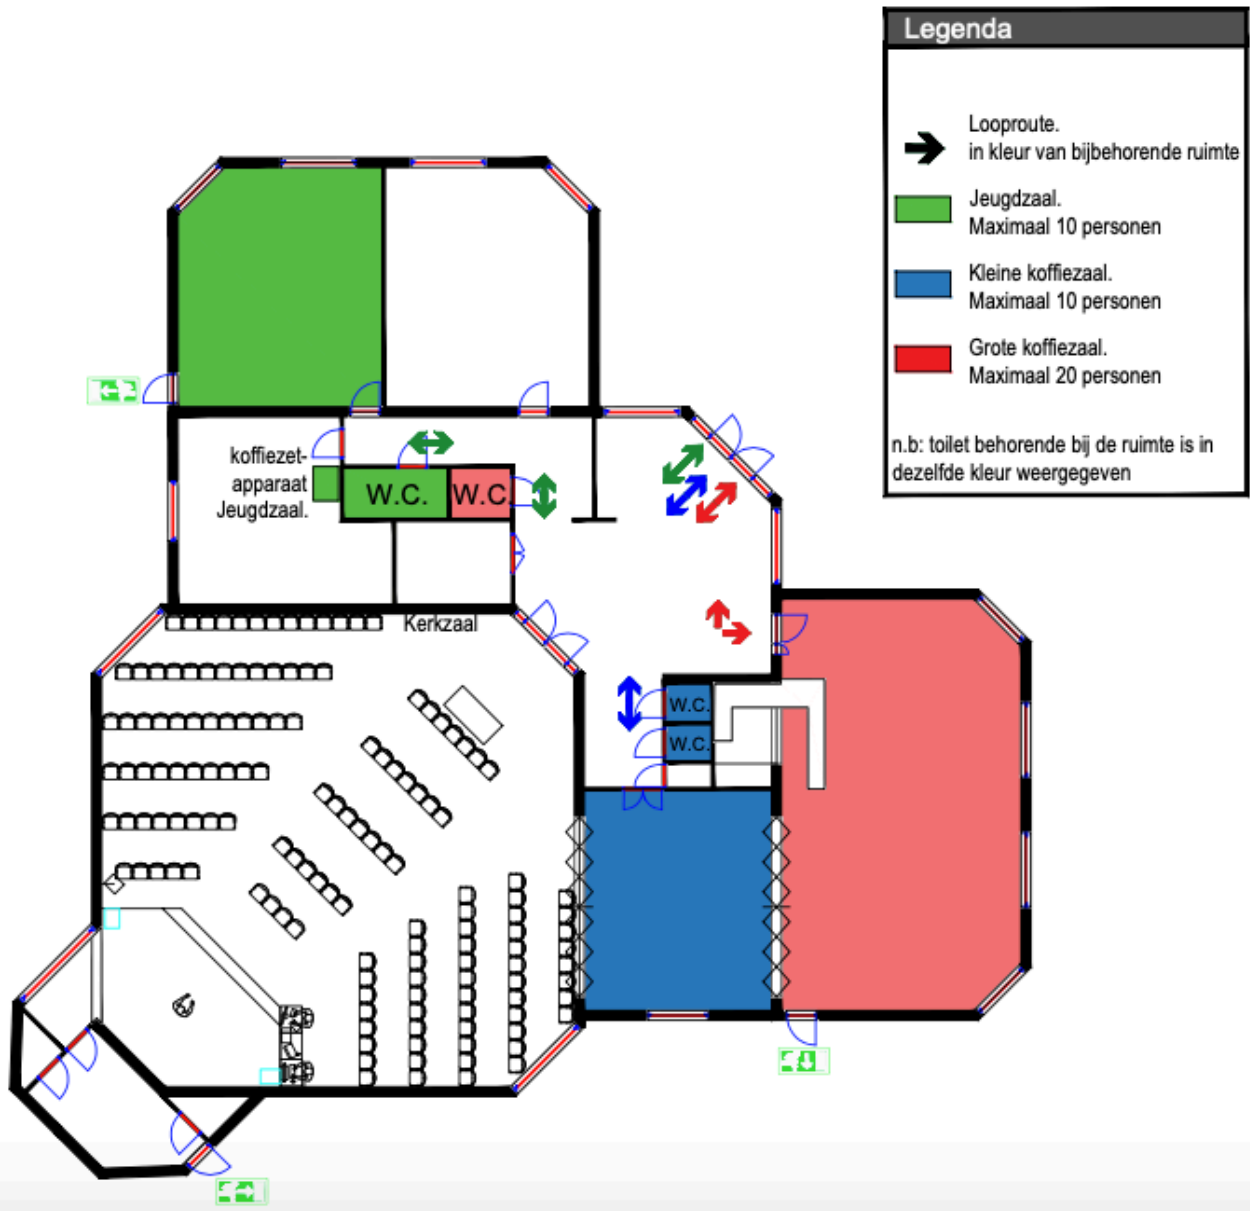 Legenda
Looproute.
in kleur van bijbehorende ruimte
Jeugdzaal.
Maximaal 10 personen
Kleine koffiezaal.
Maximaal 10 personen
Grote koffiezaal.
Maximaal 20 personen
n.b: toilet behorende bij de ruimte is in
dezelfde kleur weergegeven
koffiezet-
apparaat
Jeugdzaal.
W.C.
W.C.
Kerkzaal
W.C.
W.C.